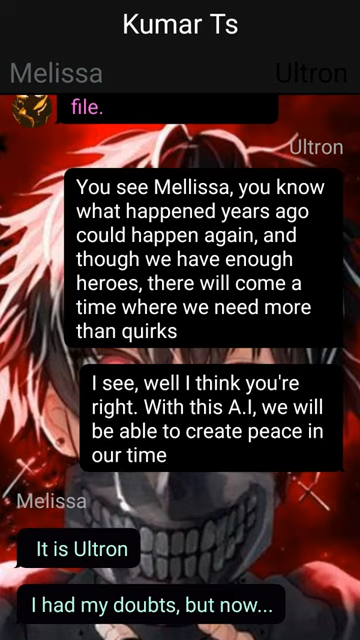 Kumar Ts
Melissa
Ultron
file.
Ultron
You see Mellissa, you know
what happened years ago
could happen again, and
though we have enough
heroes, there will come a
time where we need more
than quirks
I see, well I think you're
right. With this A.I, we will
be able to create peace in
our time
Melissa
It is Ultron
I had my doubts, but now...